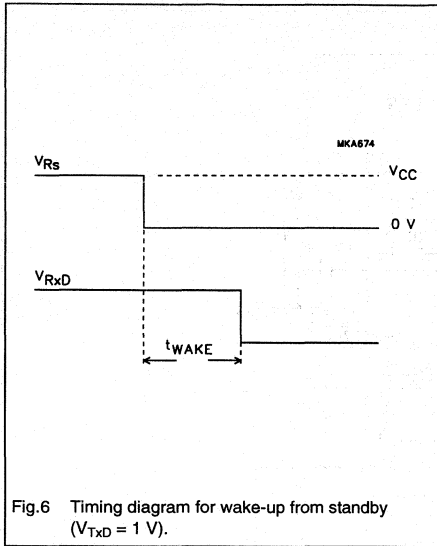 MKA674
VRs
VCC
0 V
VRxD
tWAKE
Fig.6 Timing diagram for wake-up from standby
(VTxD = 1 V).